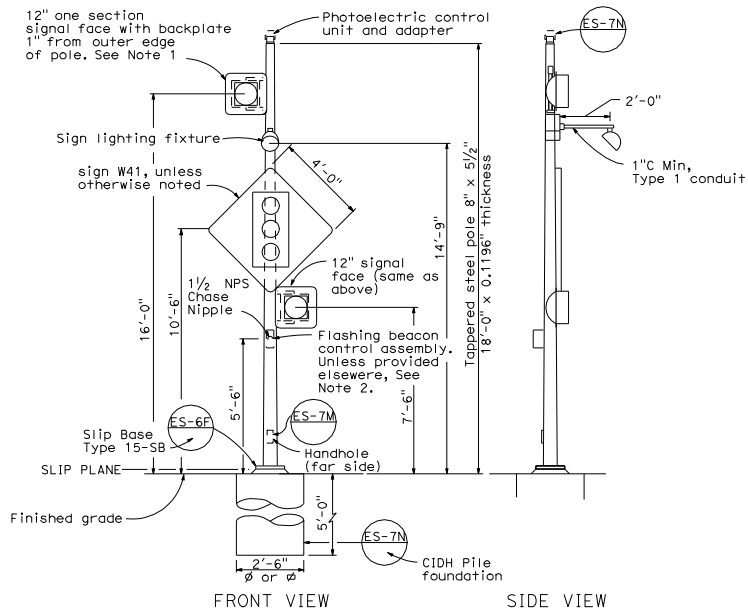 12" one section
signal face with backplate
1" from outer edge
of pole. See Note 1
Photoelectric control
unit and adapter
ES-7N
Sign lighting fixture
sign W41, unless
otherwise noted
4'-0"
2'-0"
1"C Min,
Type 1 conduit
16'-0"
10'-6"
14'-9"
Tappered steel pole 8" x 5½"
18'-0" x 0.1196" thickness
12" signal
face (same as
above)
1½ NPS
Chase
Nipple
Flashing beacon
control assembly.
Unless provided
elsewere, See
Note 2.
5'-6"
7'-6"
ES-6F
ES-7M
Slip Base
Type 15-SB
Handhole
(far side)
SLIP PLANE
Finished grade
5'-0"
ES-7N
2'-6"
ø or ⌀
CIDH Pile
foundation
FRONT VIEW
SIDE VIEW